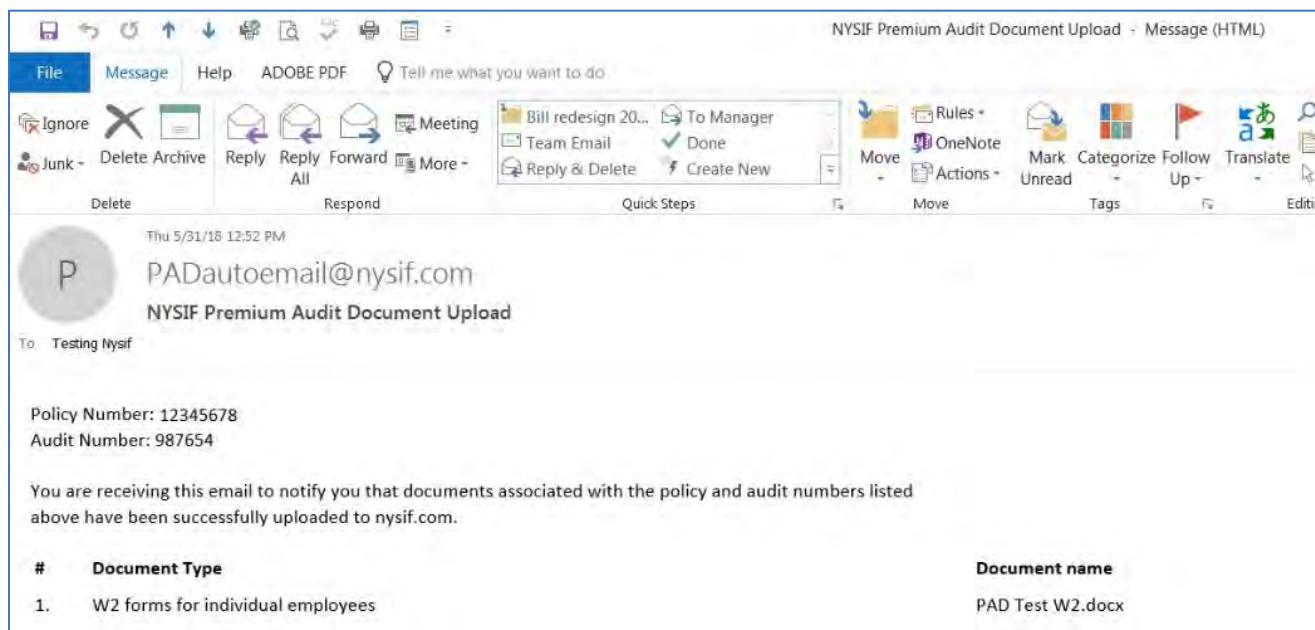 NYSIF Premium Audit Document Upload - Message (HTML)
File Message Help ADOBE PDF Tell me what you want to do
Ignore
Junk
Delete Archive
Reply Reply All Forward
Meeting
More
Bill redesign 20... To Manager
Team Email Done
Reply & Delete Create New
Move
Rules
OneNote
Actions
Mark Unread
Categorize
Follow Up
Translate
Delete Respond Quick Steps Move Tags Editi
Thu 5/31/18 12:52 PM
P
PADautoemail@nysif.com
NYSIF Premium Audit Document Upload
To Testing Nysif
Policy Number: 12345678
Audit Number: 987654
You are receiving this email to notify you that documents associated with the policy and audit numbers listed
above have been successfully uploaded to nysif.com.
# Document Type Document name
1. W2 forms for individual employees PAD Test W2.docx